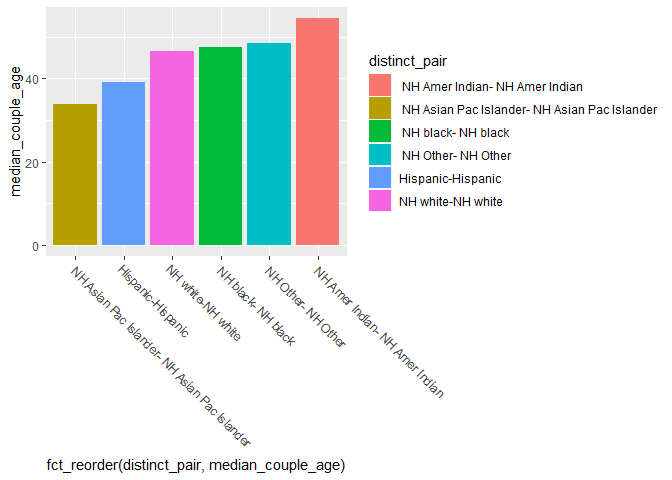 median_couple_age
40
20
0
NH Asian Pac Islander- NH Asian Pac Islander
Hispanic-Hispanic
NH white-NH white
NH black- NH black
NH Other- NH Other
NH Amer Indian- NH Amer Indian
fct_reorder(distinct_pair, median_couple_age)
distinct_pair
NH Amer Indian- NH Amer Indian
NH Asian Pac Islander- NH Asian Pac Islander
NH black- NH black
NH Other- NH Other
Hispanic-Hispanic
NH white-NH white